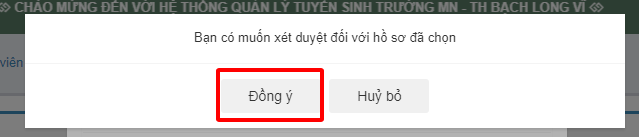 CHÀO MỪNG ĐẾN VỚI HỆ THỐNG QUẢN LÝ TUYỂN SINH TRƯỜNG MN - TH BẠCH LONG VĨ
Bạn có muốn xét duyệt đối với hồ sơ đã chọn
viên
Đồng ý
Huỷ bỏ